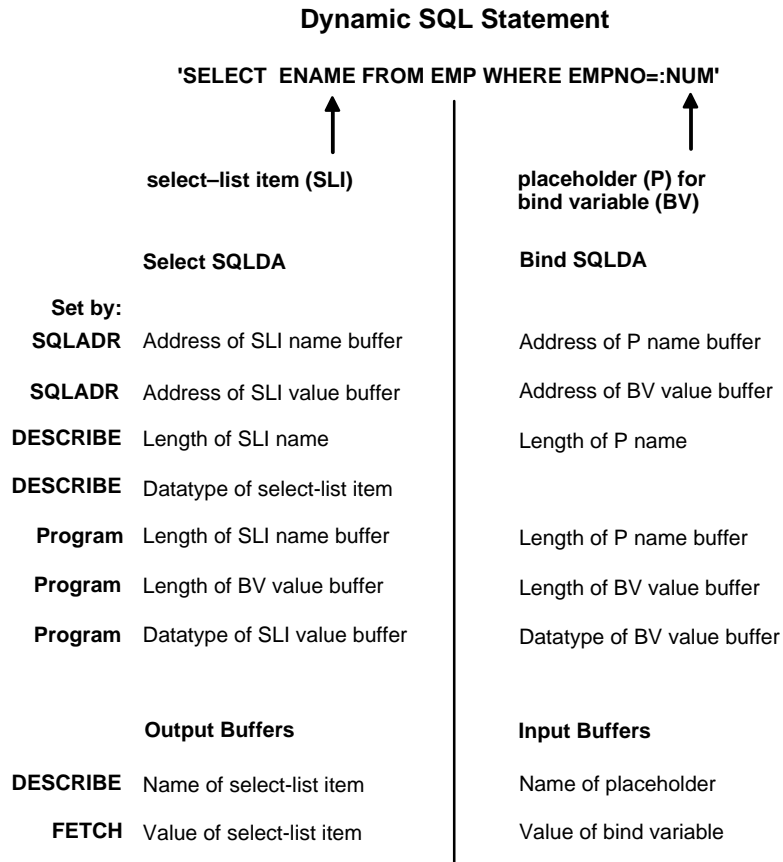 Dynamic SQL Statement
'SELECT ENAME FROM EMP WHERE EMPNO=:NUM'
select–list item (SLI)
placeholder (P) for
bind variable (BV)
Select SQLDA
Bind SQLDA
Set by:
SQLADR Address of SLI name buffer Address of P name buffer
SQLADR Address of SLI value buffer Address of BV value buffer
DESCRIBE Length of SLI name Length of P name
DESCRIBE Datatype of select-list item
Program Length of SLI name buffer Length of P name buffer
Program Length of BV value buffer Length of BV value buffer
Program Datatype of SLI value buffer Datatype of BV value buffer
Output Buffers Input Buffers
DESCRIBE Name of select-list item Name of placeholder
FETCH Value of select-list item Value of bind variable